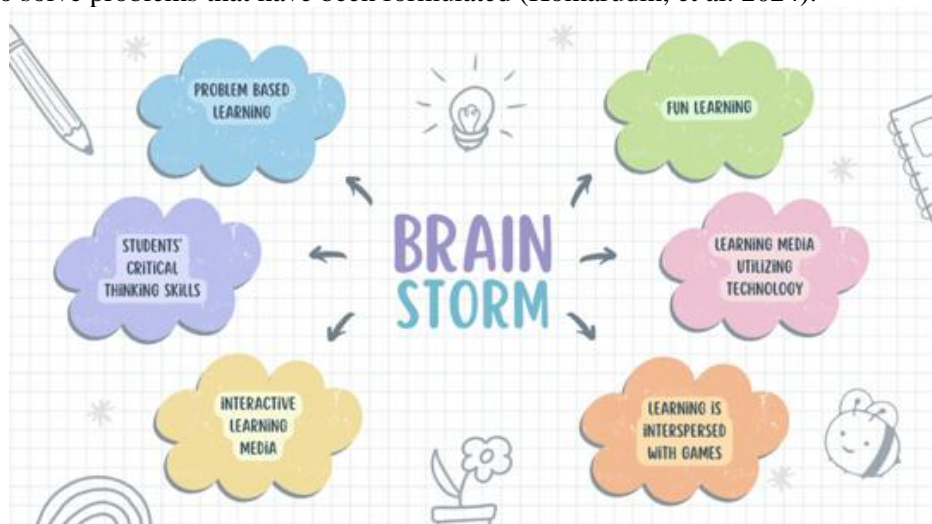 PROBLEM BASED
LEARNING
FUN LEARNING
BRAIN
STORM
STUDENTS'
CRITICAL
THINKING SKILLS
LEARNING MEDIA
UTILIZING
TECHNOLOGY
INTERACTIVE
LEARNING
MEDIA
LEARNING IS
INTERSPERSED
WITH GAMES